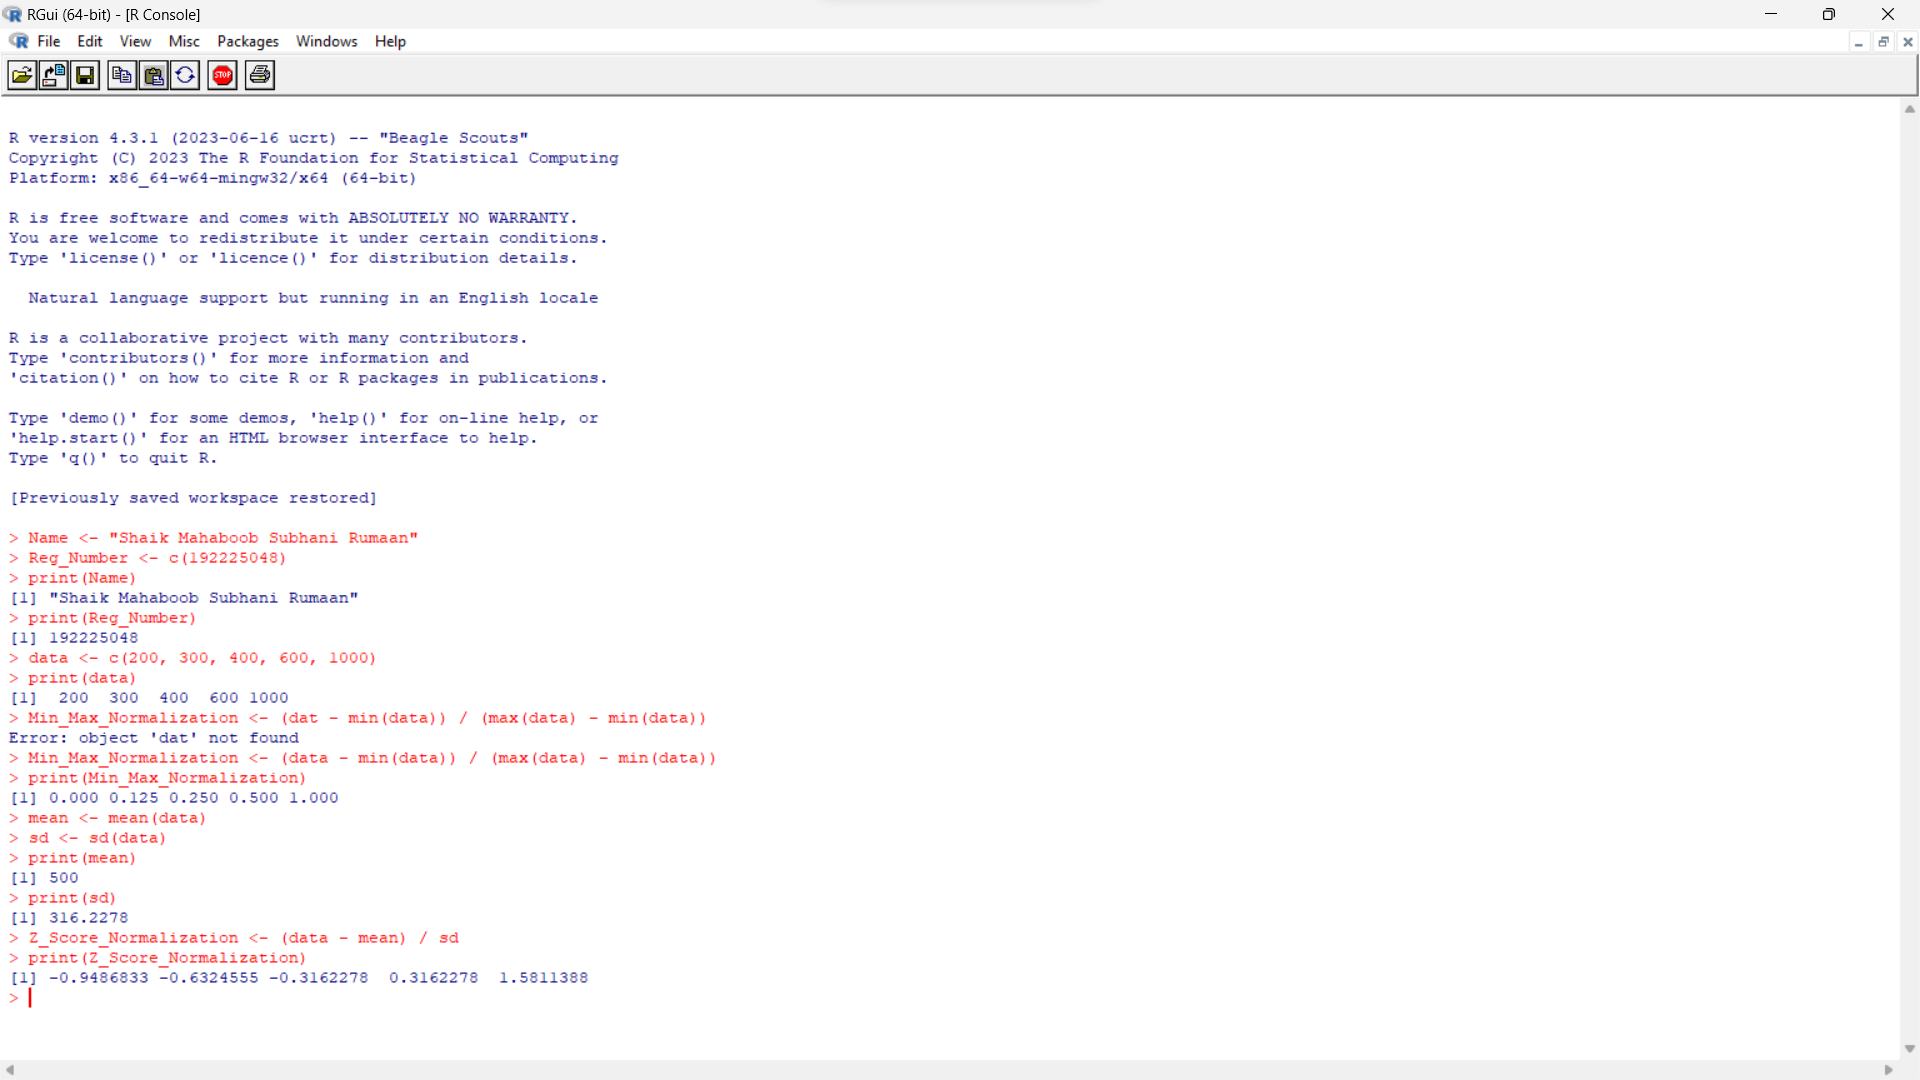 RGui (64-bit) - [R Console]
File Edit View Misc Packages Windows Help
STOP
R version 4.3.1 (2023-06-16 ucrt) -- "Beagle Scouts"
Copyright (C) 2023 The R Foundation for Statistical Computing
Platform: x86_64-w64-mingw32/x64 (64-bit)
R is free software and comes with ABSOLUTELY NO WARRANTY.
You are welcome to redistribute it under certain conditions.
Type 'license()' or 'licence()' for distribution details.
Natural language support but running in an English locale
R is a collaborative project with many contributors.
Type 'contributors()' for more information and
'citation()' on how to cite R or R packages in publications.
Type 'demo()' for some demos, 'help()' for on-line help, or
'help.start()' for an HTML browser interface to help.
Type 'q()' to quit R.
[Previously saved workspace restored]
> Name <- "Shaik Mahaboob Subhani Rumaan"
> Reg_Number <- c(192225048)
> print(Name)
[1] "Shaik Mahaboob Subhani Rumaan"
> print(Reg_Number)
[1] 192225048
> data <- c(200, 300, 400, 600, 1000)
> print(data)
[1]  200  300  400  600 1000
> Min_Max_Normalization <- (dat - min(data)) / (max(data) - min(data))
Error: object 'dat' not found
> Min_Max_Normalization <- (data - min(data)) / (max(data) - min(data))
> print(Min_Max_Normalization)
[1] 0.000 0.125 0.250 0.500 1.000
> mean <- mean(data)
> sd <- sd(data)
> print(mean)
[1] 500
> print(sd)
[1] 316.2278
> Z_Score_Normalization <- (data - mean) / sd
> print(Z_Score_Normalization)
[1] -0.9486833 -0.6324555 -0.3162278  0.3162278  1.5811388
>